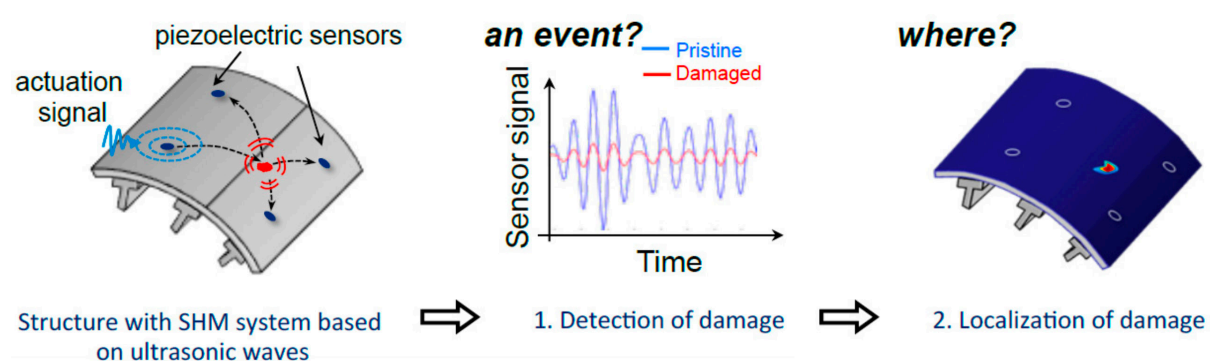 piezoelectric sensors
actuation
signal
Structure with SHM system based
on ultrasonic waves
an event?
Pristine
Damaged
Sensor signal
Time
1. Detection of damage
where?
2. Localization of damage